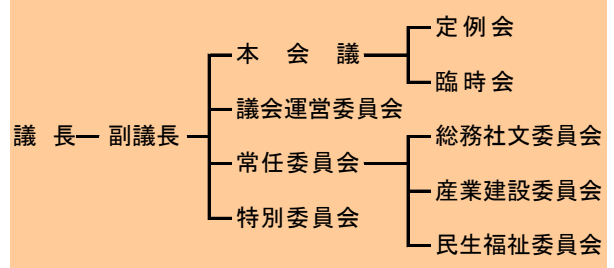 定例会
本会議
臨時会
議会運営委員会
議長
副議長
総務社文委員会
常任委員会
産業建設委員会
特別委員会
民生福祉委員会